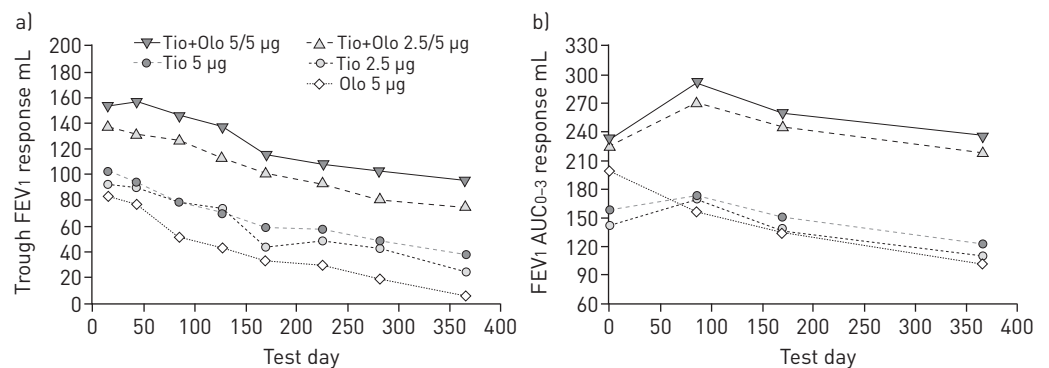 a)
200
180
160
140
120
100
80
60
40
20
0
Trough FEV1 response mL
Tio+Olo 5/5 µg
Tio+Olo 2.5/5 µg
Tio 5 µg
Tio 2.5 µg
Olo 5 µg
0 50 100 150 200 250 300 350 400
Test day
b)
330
300
270
240
210
180
150
120
90
60
FEV1 AUC0–3 response mL
0 50 100 150 200 250 300 350 400
Test day